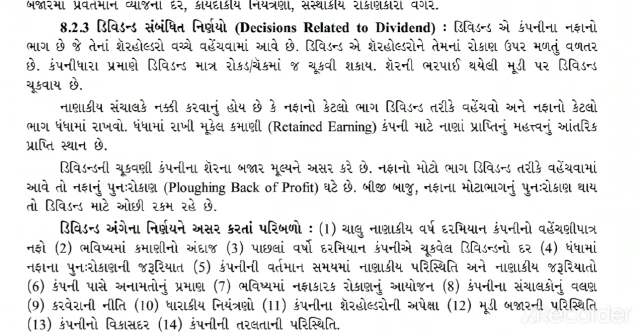 બજારમાં પ્રવર્તમાન વ્યાજનો દર, કાયદાકીય નિયંત્રણો, સંસ્થાકીય રોકાણકારો વગેરે.
8.2.3 ડિવિડન્ડ સંબંધિત નિર્ણયો (Decisions Related to Dividend) : ડિવિડન્ડ એ કંપનીના નફાનો
ભાગ છે જે તેનાં શૅરહોલ્ડરો વચ્ચે વહેંચવામાં આવે છે. ડિવિડન્ડ એ શૅરહોલ્ડરોને તેમનાં રોકાણ ઉપર મળતું વળતર
છે. કંપનીધારા પ્રમાણે ડિવિડન્ડ માત્ર રોકડ/ચૅકમાં જ ચૂકવી શકાય. શૅરની ભરપાઈ થયેલી મૂડી પર ડિવિડન્ડ
ચૂકવાય છે.
નાણાકીય સંચાલકે નક્કી કરવાનું હોય છે કે નફાનો કેટલો ભાગ ડિવિડન્ડ તરીકે વહેંચવો અને નફાનો કેટલો
ભાગ ધંધામાં રાખવો. ધંધામાં રાખી મૂકેલ કમાણી (Retained Earning) કંપની માટે નાણાં પ્રાપ્તિનું મહત્ત્વનું આંતરિક
પ્રાપ્તિ સ્થાન છે.
ડિવિડન્ડની ચૂકવણી કંપનીના શૅરના બજાર મૂલ્યને અસર કરે છે. નફાનો મોટો ભાગ ડિવિડન્ડ તરીકે વહેંચવામાં
આવે તો નફાનું પુનઃરોકાણ (Ploughing Back of Profit) ઘટે છે. બીજી બાજુ, નફાના મોટાભાગનું પુનઃરોકાણ થાય
તો ડિવિડન્ડ માટે ઓછી રકમ રહે છે.
ડિવિડન્ડ અંગેના નિર્ણયને અસર કરતાં પરિબળો : (1) ચાલુ નાણાકીય વર્ષ દરમિયાન કંપનીનો વહેંચણીપાત્ર
નફો (2) ભવિષ્યમાં કમાણીનો અંદાજ (3) પાછલાં વર્ષો દરમિયાન કંપનીએ ચૂકવેલ ડિવિડન્ડનો દર (4) ધંધામાં
નફાના પુનઃરોકાણની જરૂરિયાત (5) કંપનીની વર્તમાન સમયમાં નાણાકીય પરિસ્થિતિ અને નાણાકીય જરૂરિયાતો
(6) કંપની પાસે અનામતોનું પ્રમાણ (7) ભવિષ્યમાં નફાકારક રોકાણનું આયોજન (8) કંપનીના સંચાલકોનું વલણ
(9) કરવેરાની નીતિ (10) ધારાકીય નિયંત્રણો (11) કંપનીના શૅરહોલ્ડરોની અપેક્ષા (12) મૂડી બજારની પરિસ્થિતિ
(13) કંપનીનો વિકાસદર (14) કંપનીની તરલતાની પરિસ્થિતિ.